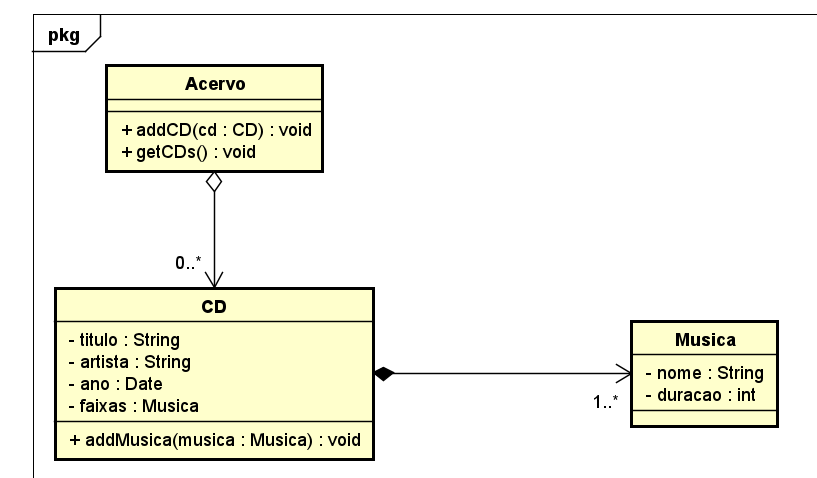 pkg
Acervo
+ addCD(cd : CD) : void
+ getCDs() : void
0..*
CD
- titulo : String
- artista : String
- ano : Date
- faixas : Musica
+ addMusica(musica : Musica) : void
1..*
Musica
- nome : String
- duracao : int